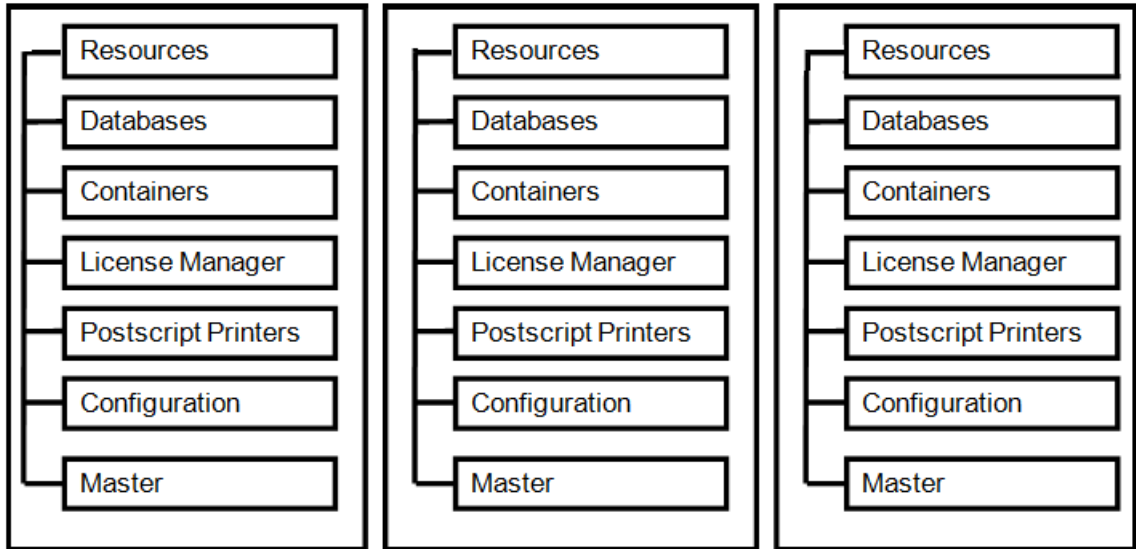 Resources
Databases
Containers
License Manager
Postscript Printers
Configuration
Master
Resources
Databases
Containers
License Manager
Postscript Printers
Configuration
Master
Resources
Databases
Containers
License Manager
Postscript Printers
Configuration
Master